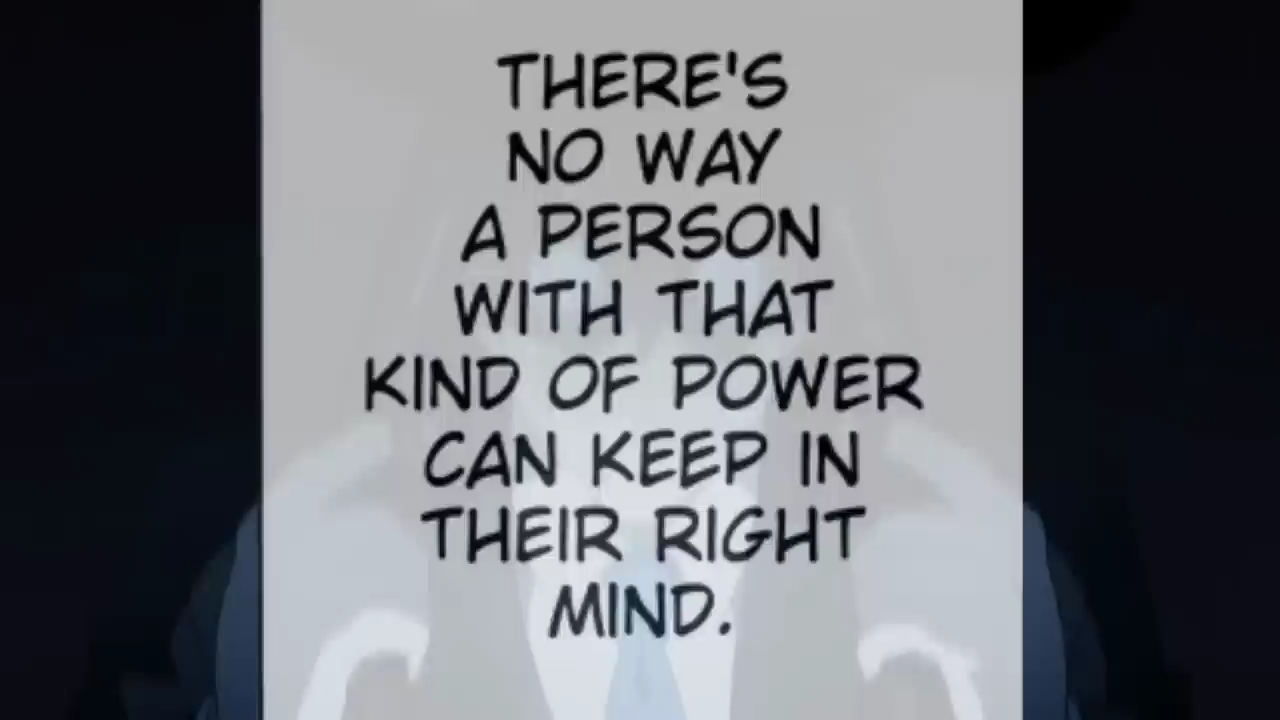 THERE'S
NO WAY
A PERSON
WITH THAT
KIND OF POWER
CAN KEEP IN
THEIR RIGHT
MIND.